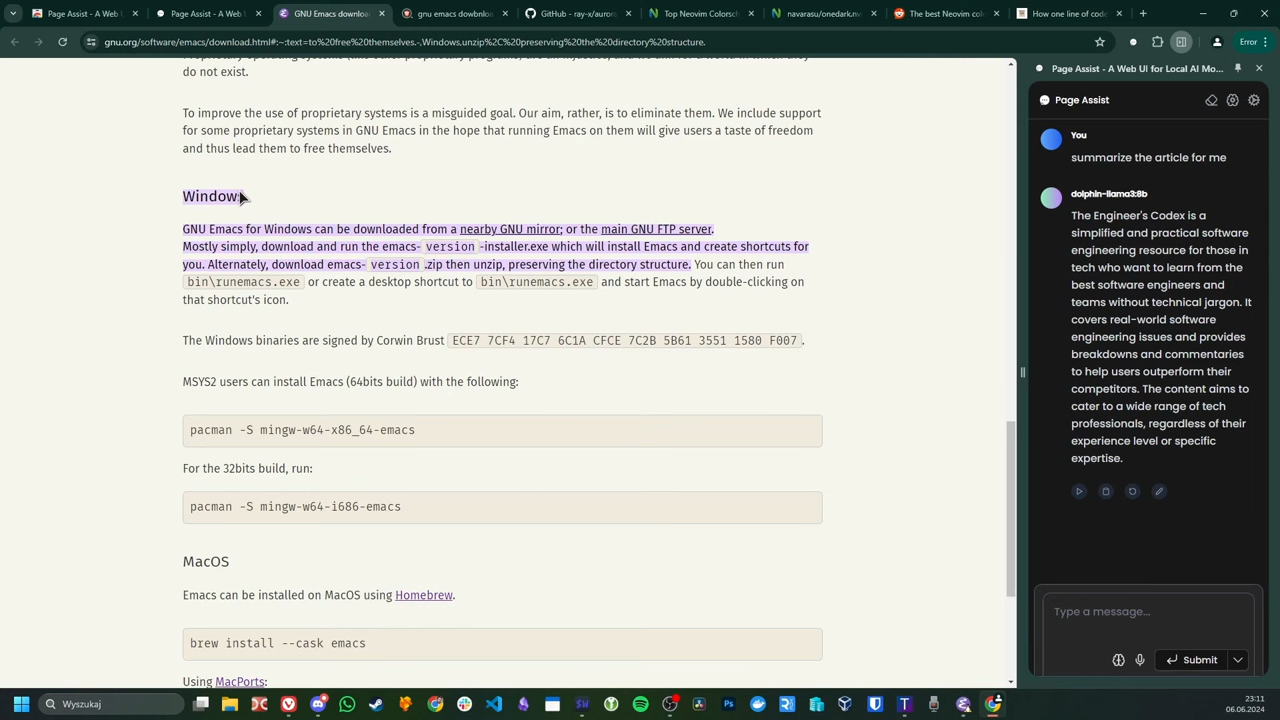 Page Assist - A Web U
Page Assist - A Web U
GNU Emacs downloa
gnu emacs dowbnlo
GitHub - ray-x/auror
Top Neovim Colorsch
navarasu/onedark.nv
The best Neovim col
How one line of code
gnu.org/software/emacs/download.html#:~:text=to%20free%20themselves.-,Windows,unzip%2C%20preserving%20the%20directory%20structure.
Error
do not exist.
To improve the use of proprietary systems is a misguided goal. Our aim, rather, is to eliminate them. We include support
for some proprietary systems in GNU Emacs in the hope that running Emacs on them will give users a taste of freedom
and thus lead them to free themselves.
Windows
GNU Emacs for Windows can be downloaded from a nearby GNU mirror; or the main GNU FTP server.
Mostly simply, download and run the emacs- version -installer.exe which will install Emacs and create shortcuts for
you. Alternately, download emacs- version .zip then unzip, preserving the directory structure. You can then run
bin\runemacs.exe or create a desktop shortcut to bin\runemacs.exe and start Emacs by double-clicking on
that shortcut's icon.
The Windows binaries are signed by Corwin Brust ECE7 7CF4 17C7 6C1A CFCE 7C2B 5B61 3551 1580 F007.
MSYS2 users can install Emacs (64bits build) with the following:
pacman -S mingw-w64-x86_64-emacs
For the 32bits build, run:
pacman -S mingw-w64-i686-emacs
MacOS
Emacs can be installed on MacOS using Homebrew.
brew install --cask emacs
Using MacPorts:
Page Assist - A Web UI for Local AI Mo...
Page Assist
You
summarize the article for me
dolphin-llama3:8b
The Engineer's Codex is a
simplified and practical software
engineering resource for those in
tech who want to learn from the
best software engineers and
teams without technical jargon. It
covers real-world software
engineering issues and provides
breakdowns and commentaries
to help users outperform their
competitors. The content aims to
cater to a wide range of tech
professionals, regardless of their
experience level or specific
expertise.
Type a message...
Submit
Wyszukaj
23:11
06.06.2024